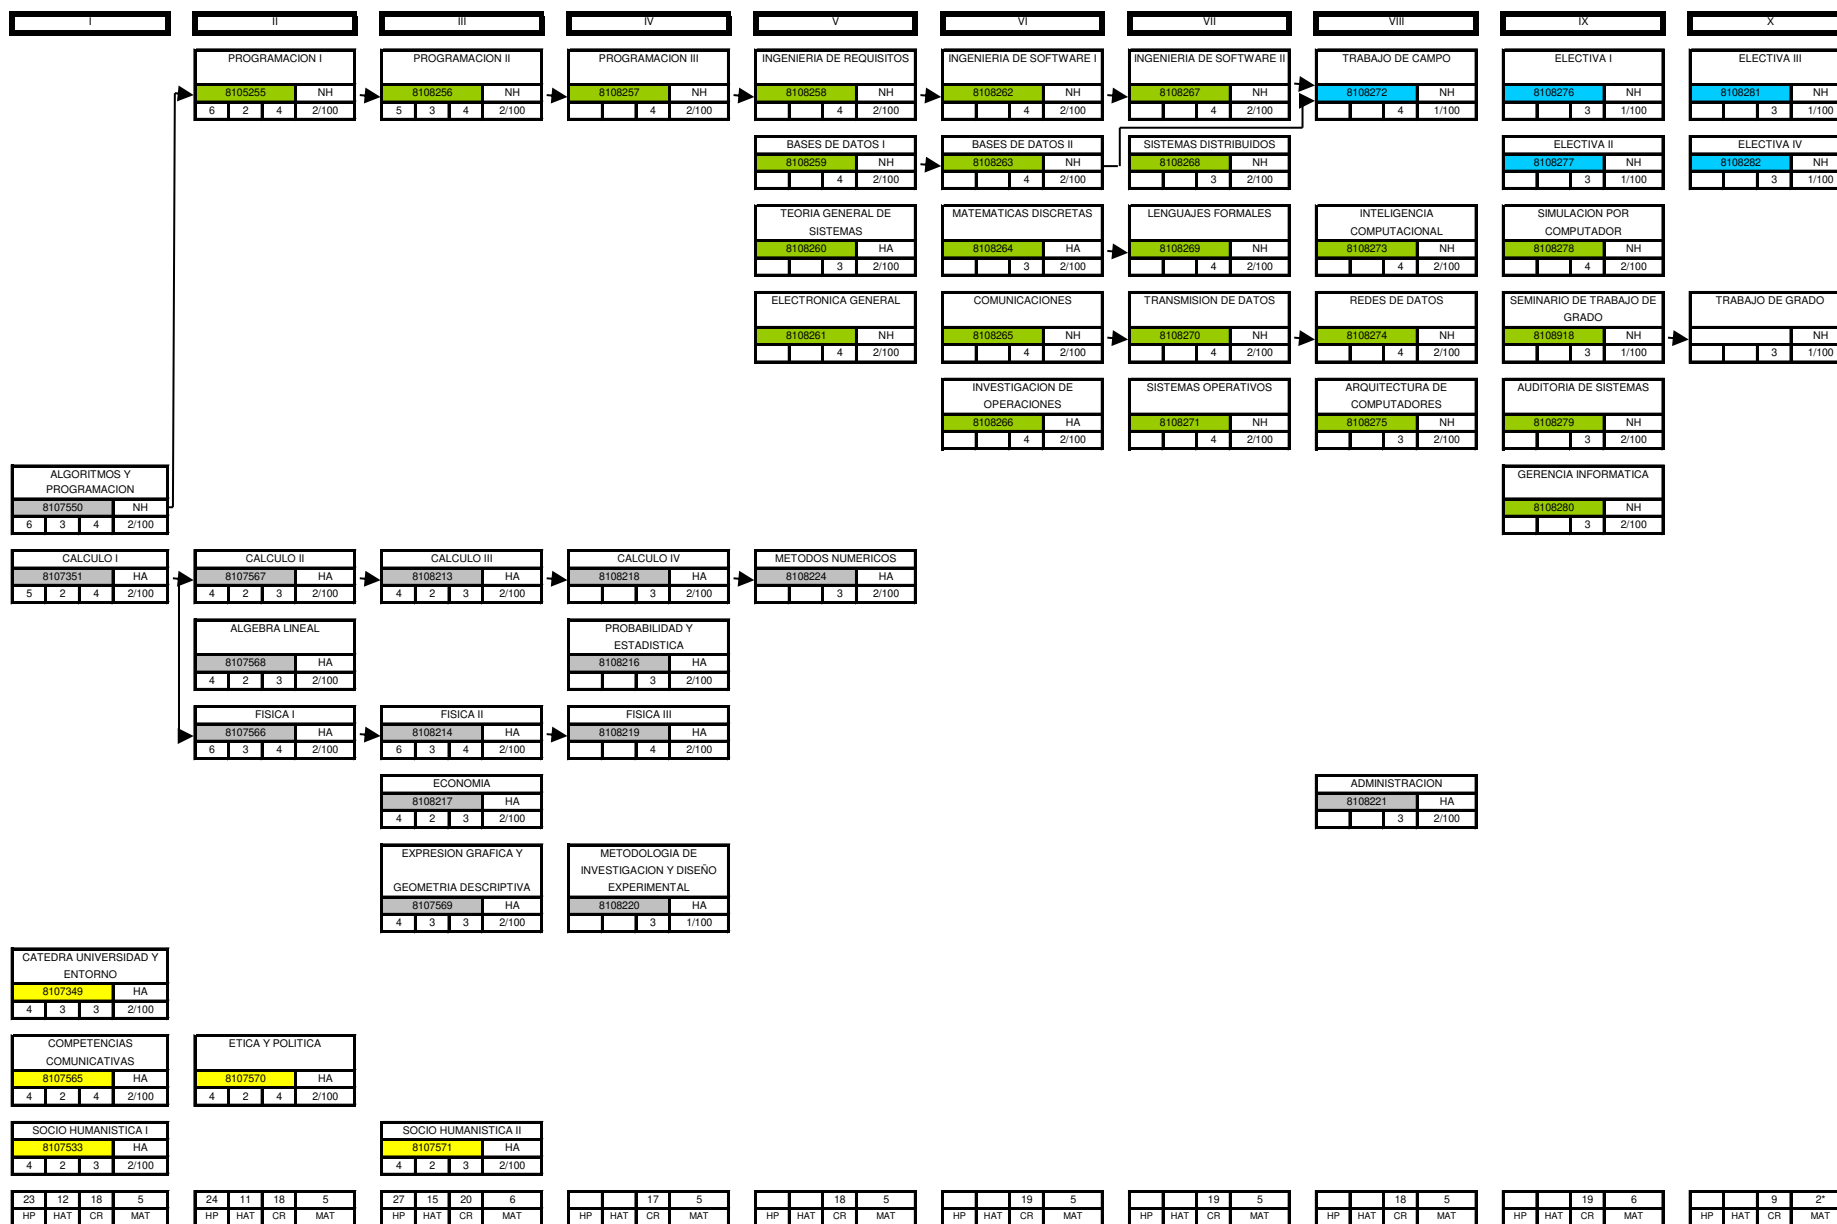 I II III IV V VI VII VIII IX X
PROGRAMACION I PROGRAMACION II PROGRAMACION III INGENIERIA DE REQUISITOS INGENIERIA DE SOFTWARE I INGENIERIA DE SOFTWARE II TRABAJO DE CAMPO ELECTIVA I ELECTIVA III
8105255 NH 8108256 NH 8108257 NH 8108258 NH 8108262 NH 8108267 NH 8108272 NH 8108276 NH 8108281 NH
6 2 4 2/100 5 3 4 2/100 4 2/100 4 2/100 4 2/100 4 2/100 4 1/100 3 1/100 3 1/100
BASES DE DATOS I BASES DE DATOS II SISTEMAS DISTRIBUIDOS ELECTIVA II ELECTIVA IV
8108259 NH 8108263 NH 8108268 NH 8108277 NH 8108282 NH
4 2/100 4 2/100 3 2/100 3 1/100 3 1/100
TEORIA GENERAL DE MATEMATICAS DISCRETAS LENGUAJES FORMALES INTELIGENCIA SIMULACION POR
SISTEMAS COMPUTACIONAL COMPUTADOR
8108260 HA 8108264 HA 8108269 NH 8108273 NH 8108278 NH
3 2/100 3 2/100 4 2/100 4 2/100 4 2/100
ELECTRONICA GENERAL COMUNICACIONES TRANSMISION DE DATOS REDES DE DATOS SEMINARIO DE TRABAJO DE TRABAJO DE GRADO
GRADO
8108261 NH 8108265 NH 8108270 NH 8108274 NH 8108918 NH NH
4 2/100 4 2/100 4 2/100 4 2/100 3 1/100 3 1/100
INVESTIGACION DE SISTEMAS OPERATIVOS ARQUITECTURA DE AUDITORIA DE SISTEMAS
OPERACIONES COMPUTADORES
8108266 HA 8108271 NH 8108275 NH 8108279 NH
4 2/100 4 2/100 3 2/100 3 2/100
ALGORITMOS Y GERENCIA INFORMATICA
PROGRAMACION
8107550 NH 8108280 NH
6 3 4 2/100 3 2/100
CALCULO I CALCULO II CALCULO III CALCULO IV METODOS NUMERICOS
8107351 HA 8107567 HA 8108213 HA 8108218 HA 8108224 HA
5 2 4 2/100 4 2 3 2/100 4 2 3 2/100 3 2/100 3 2/100
ALGEBRA LINEAL PROBABILIDAD Y
ESTADISTICA
8107568 HA 8108216 HA
4 2 3 2/100 3 2/100
FISICA I FISICA II FISICA III
8107566 HA 8108214 HA 8108219 HA
6 3 4 2/100 6 3 4 2/100 4 2/100
ECONOMIA ADMINISTRACION
8108217 HA 8108221 HA
4 2 3 2/100 3 2/100
EXPRESION GRAFICA Y METODOLOGIA DE
INVESTIGACION Y DISEÑO
GEOMETRIA DESCRIPTIVA EXPERIMENTAL
8107569 HA 8108220 HA
4 3 3 2/100 3 1/100
CATEDRA UNIVERSIDAD Y
ENTORNO
8107349 HA
4 3 3 2/100
COMPETENCIAS ETICA Y POLITICA
COMUNICATIVAS
8107565 HA 8107570 HA
4 2 4 2/100 4 2 4 2/100
SOCIO HUMANISTICA I SOCIO HUMANISTICA II
8107533 HA 8107571 HA
4 2 3 2/100 4 2 3 2/100
23 12 18 5 24 11 18 5 27 15 20 6 17 5 18 5 19 5 19 5 18 5 19 6 9 2*
HP HAT CR MAT HP HAT CR MAT HP HAT CR MAT HP HAT CR MAT HP HAT CR MAT HP HAT CR MAT HP HAT CR MAT HP HAT CR MAT HP HAT CR MAT HP HAT CR MAT